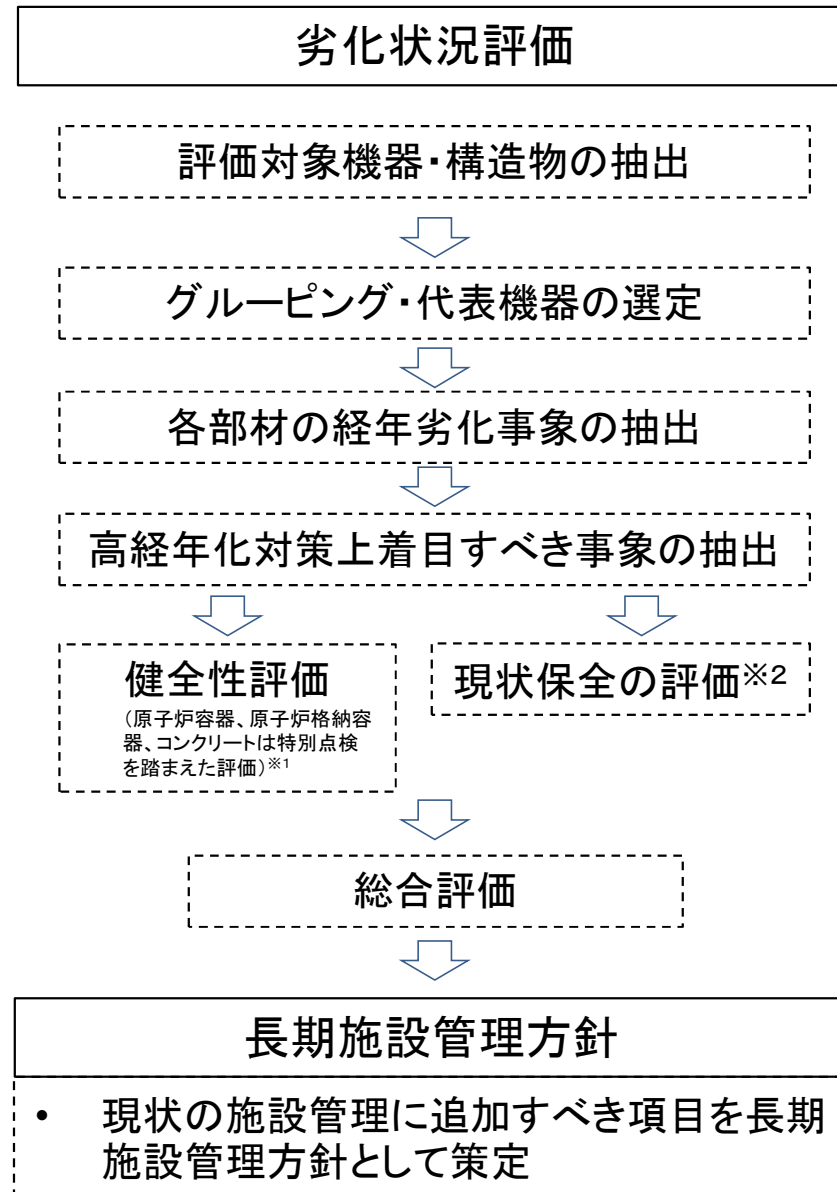 劣化状況評価
評価対象機器・構造物の抽出
グルーピング・代表機器の選定
各部材の経年劣化事象の抽出
高経年化対策上着目すべき事象の抽出
健全性評価
（原子炉容器、原子炉格納容
器、コンクリートは特別点検
を踏まえた評価）※1
現状保全の評価※2
総合評価
長期施設管理方針
• 現状の施設管理に追加すべき項目を長期
施設管理方針として策定